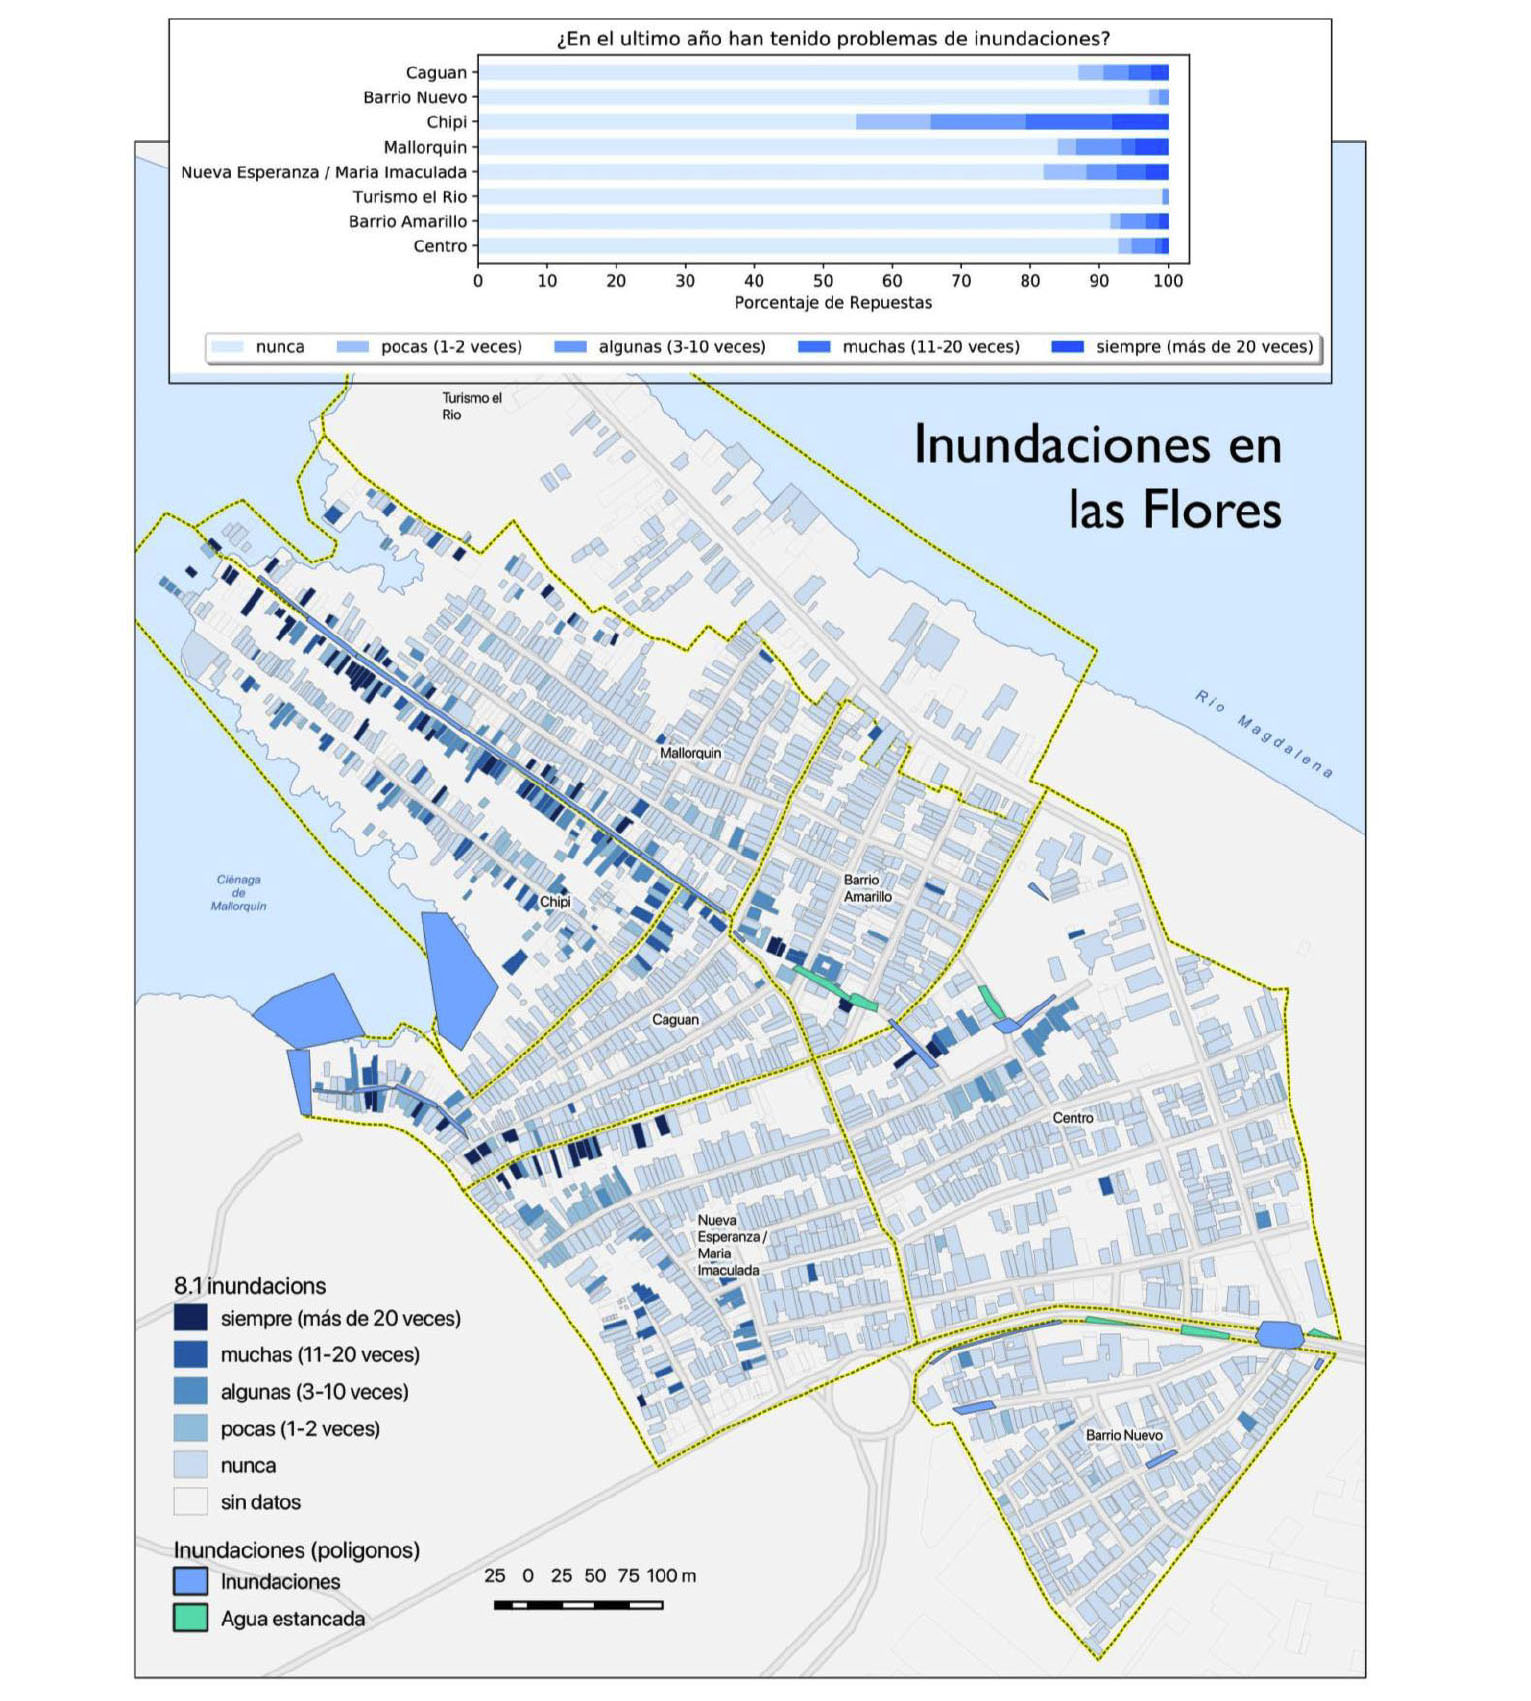 ¿En el ultimo año han tenido problemas de inundaciones?
Caguan
Barrio Nuevo
Chipi
Mallorquin
Nueva Esperanza / Maria Imaculada
Turismo el Rio
Barrio Amarillo
Centro
0 10 20 30 40 50 60 70 80 90 100
Porcentaje de Repuestas
nunca pocas (1-2 veces) algunas (3-10 veces) muchas (11-20 veces) siempre (más de 20 veces)
Turismo el
Rio
Inundaciones en
las Flores
Rio Magdalena
Mallorquin
Barrio
Amarillo
Ciénaga
de
Mallorquin
Chipi
Caguan
Centro
Nueva
Esperanza /
Maria
Imaculada
Barrio Nuevo
8.1 inundacions
siempre (más de 20 veces)
muchas (11-20 veces)
algunas (3-10 veces)
pocas (1-2 veces)
nunca
sin datos
Inundaciones (poligonos)
Inundaciones
Agua estancada
25 0 25 50 75 100 m